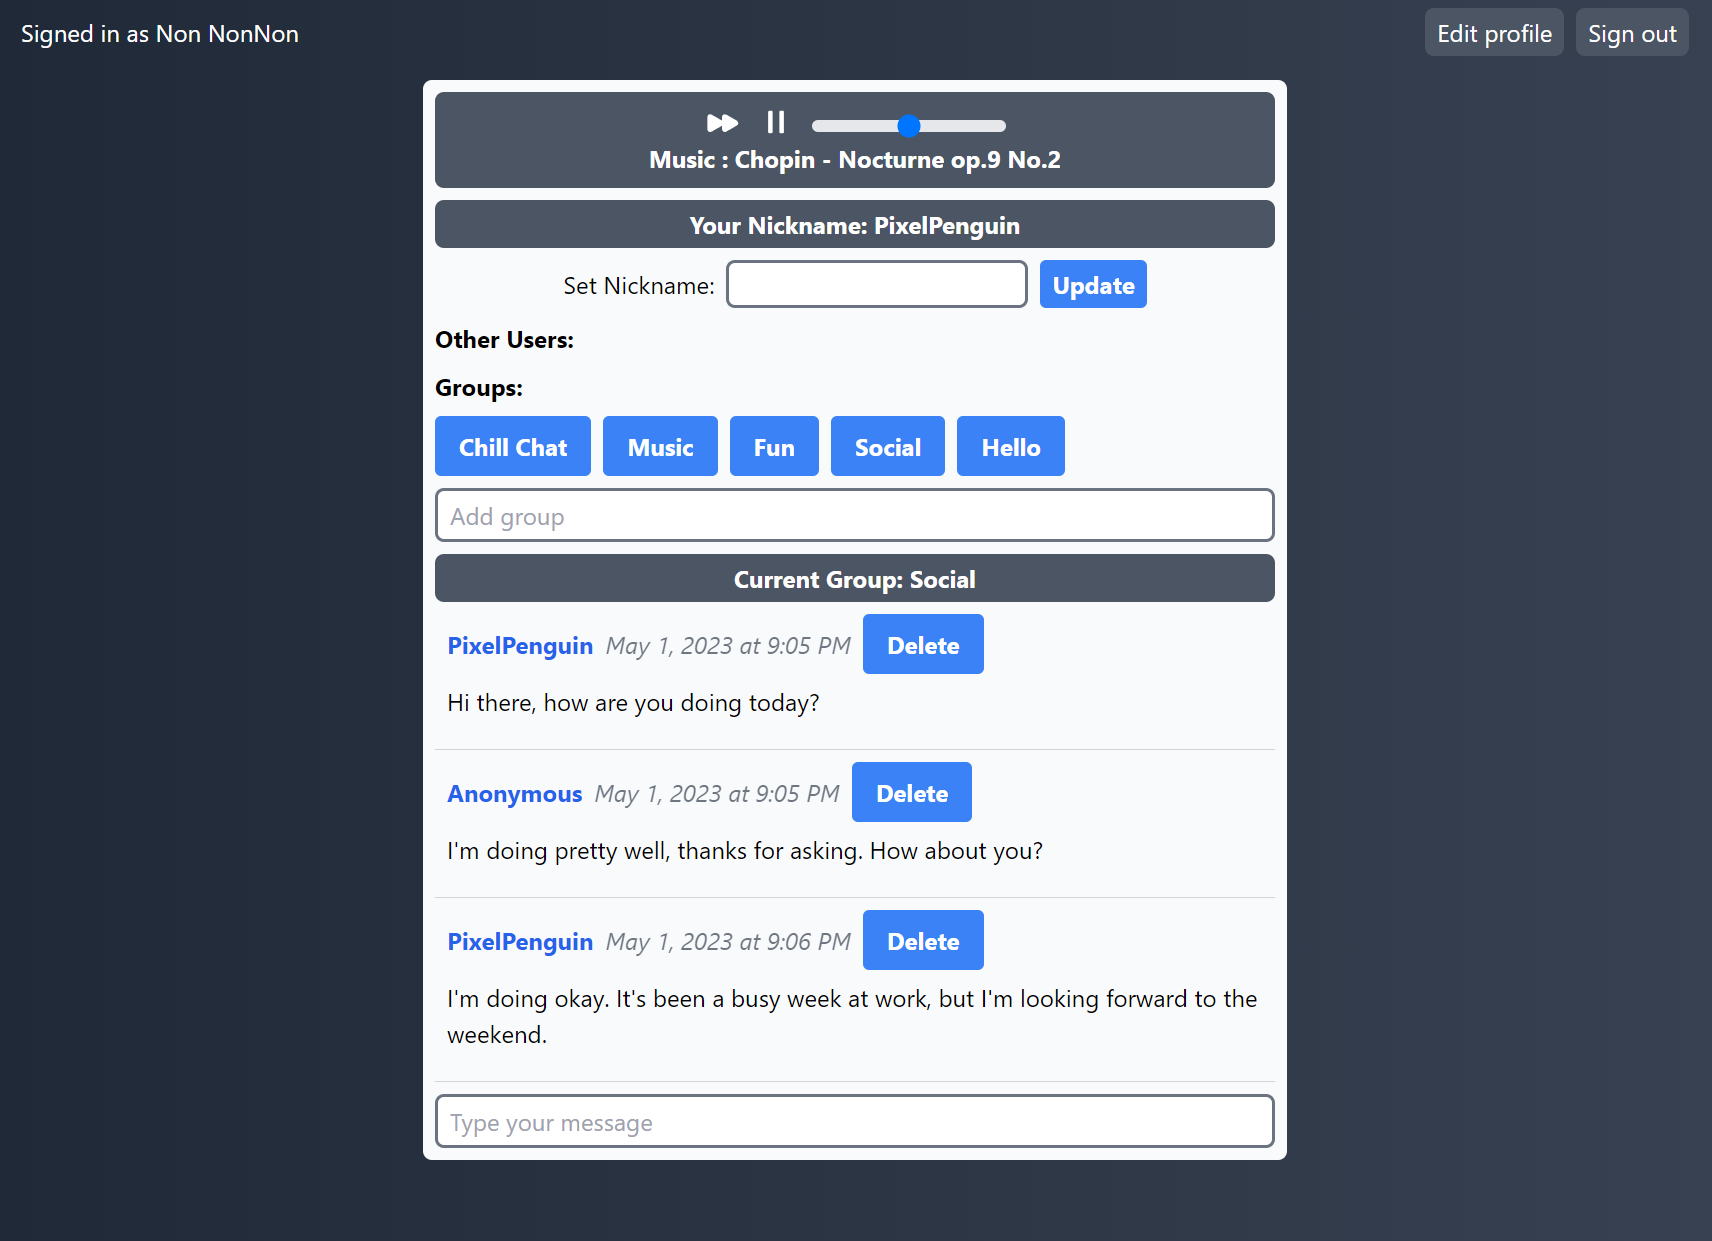 Signed in as Non NonNon
Edit profile
Sign out
Music : Chopin - Nocturne op.9 No.2
Your Nickname: PixelPenguin
Set Nickname:
Update
Other Users:
Groups:
Chill Chat
Music
Fun
Social
Hello
Add group
Current Group: Social
PixelPenguin May 1, 2023 at 9:05 PM Delete
Hi there, how are you doing today?
Anonymous May 1, 2023 at 9:05 PM Delete
I'm doing pretty well, thanks for asking. How about you?
PixelPenguin May 1, 2023 at 9:06 PM Delete
I'm doing okay. It's been a busy week at work, but I'm looking forward to the
weekend.
Type your message